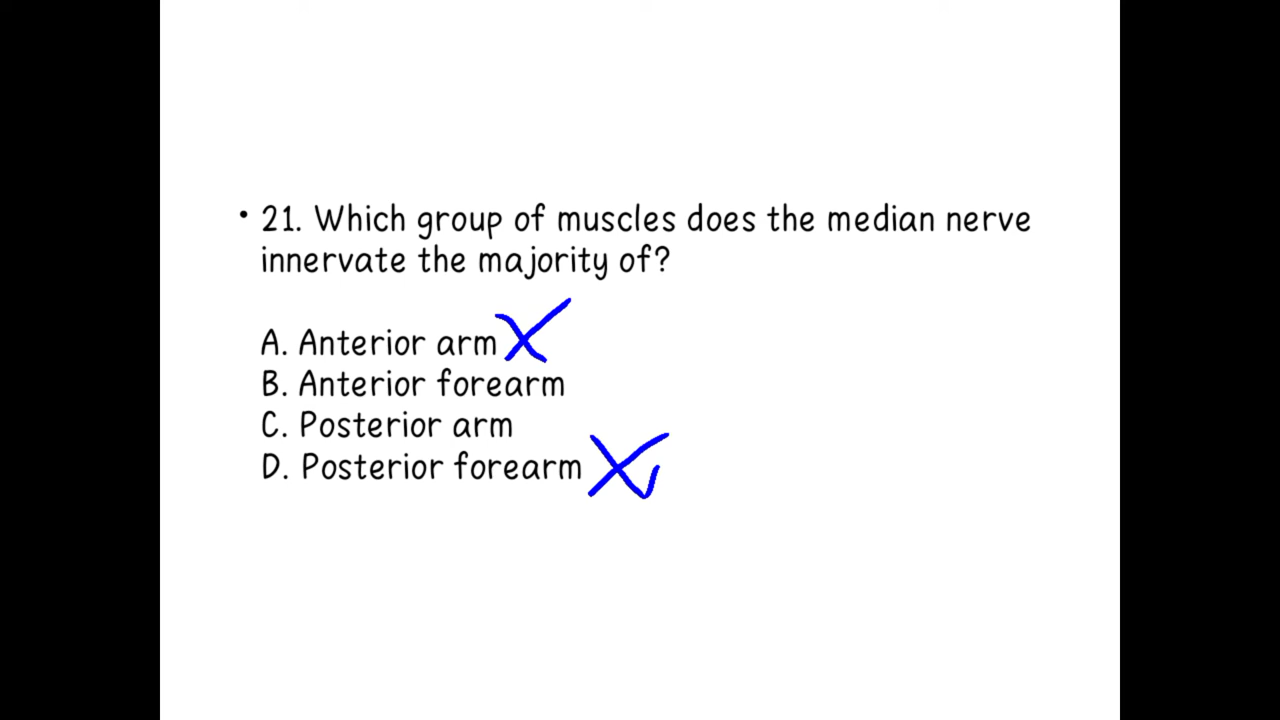 • 21. Which group of muscles does the median nerve
innervate the majority of?
A. Anterior arm
B. Anterior forearm
C. Posterior arm
D. Posterior forearm